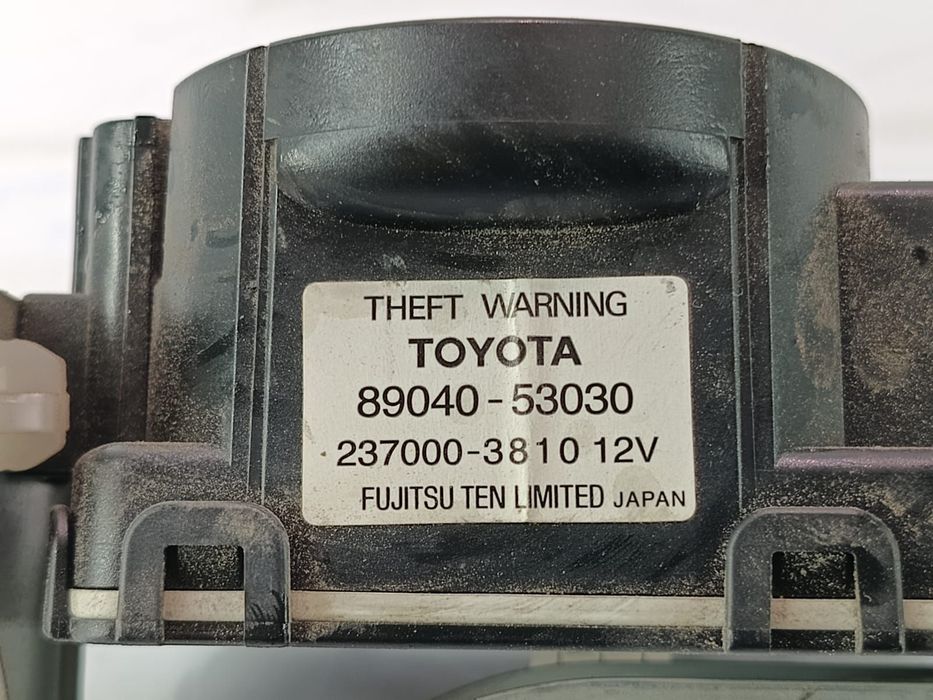 THEFT WARNING
TOYOTA
89040-53030
237000-3810 12V
FUJITSU TEN LIMITED JAPAN